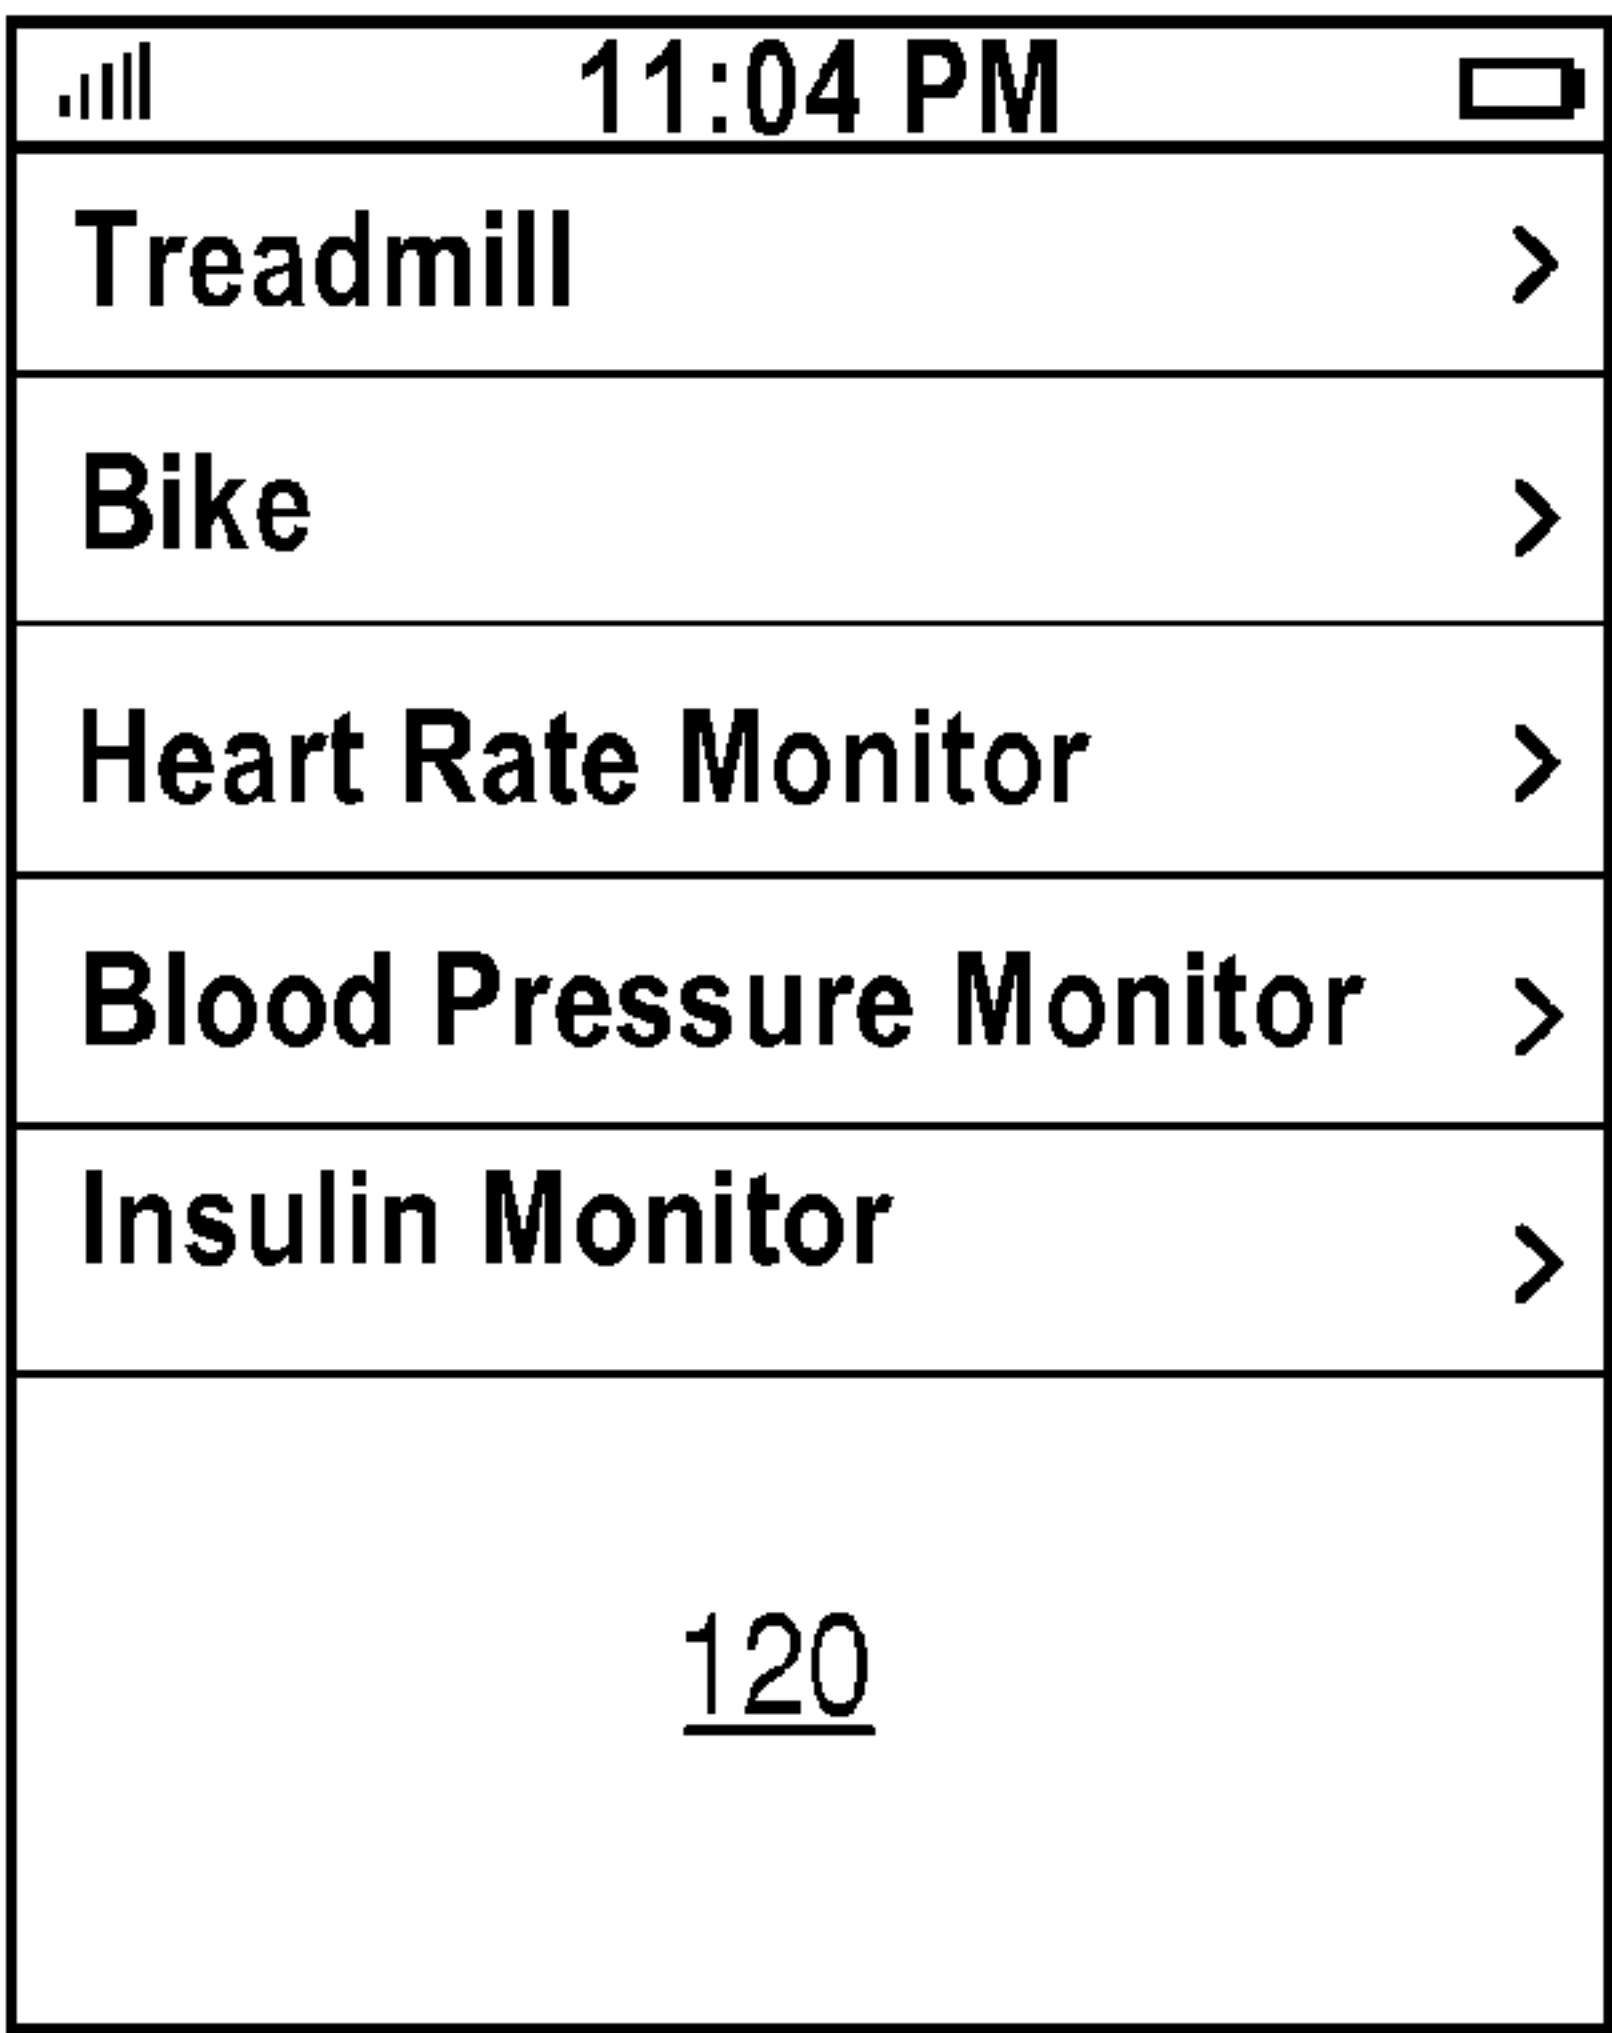 11:04 PM
Treadmill
Bike
Heart Rate Monitor
Blood Pressure Monitor
Insulin Monitor
120